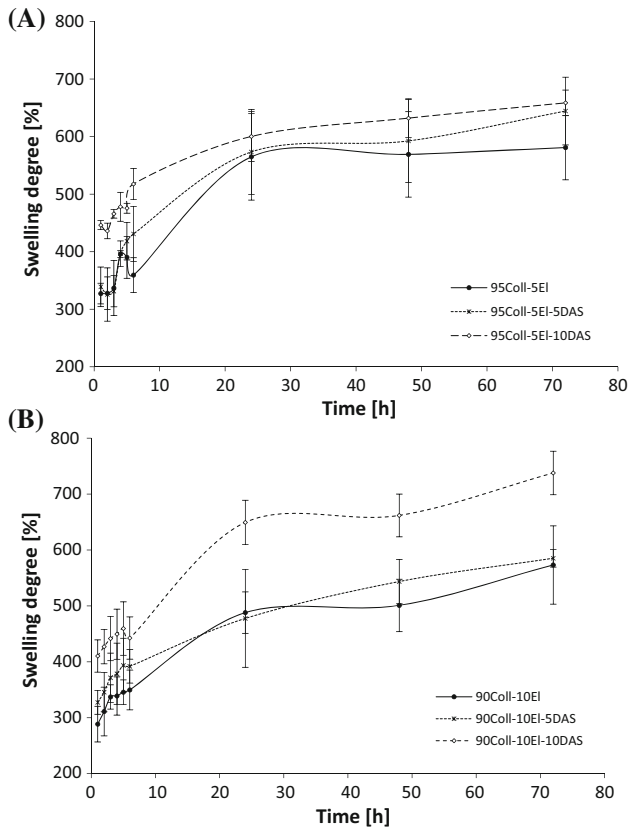 (A)
800
700
600
500
400
300
200
Swelling degree [%]
0 10 20 30 40 50 60 70 80
Time [h]
95Coll-5El
95Coll-5El-5DAS
95Coll-5El-10DAS
(B)
800
700
600
500
400
300
200
Swelling degree [%]
0 10 20 30 40 50 60 70 80
Time [h]
90Coll-10El
90Coll-10El-5DAS
90Coll-10El-10DAS